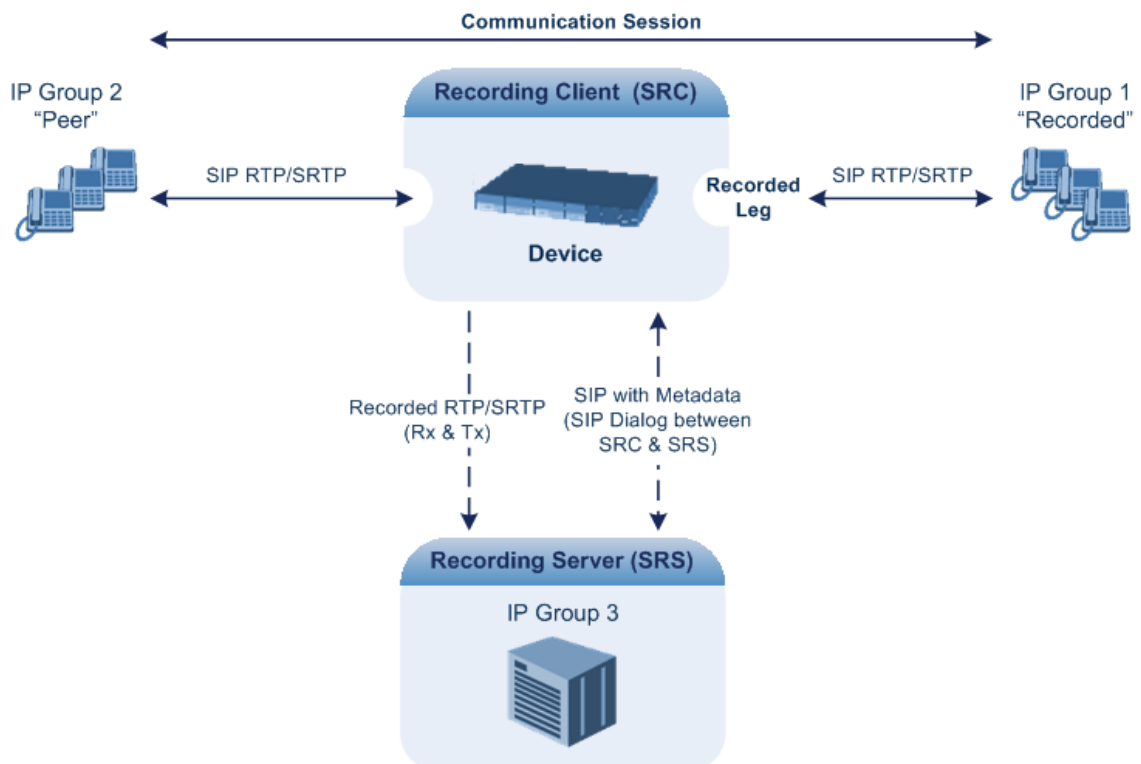 Communication Session
IP Group 2
“Peer”
Recording Client (SRC)
IP Group 1
“Recorded”
SIP RTP/SRTP
Recorded
Leg
SIP RTP/SRTP
Device
Recorded RTP/SRTP
(Rx & Tx)
SIP with Metadata
(SIP Dialog between
SRC & SRS)
Recording Server (SRS)
IP Group 3